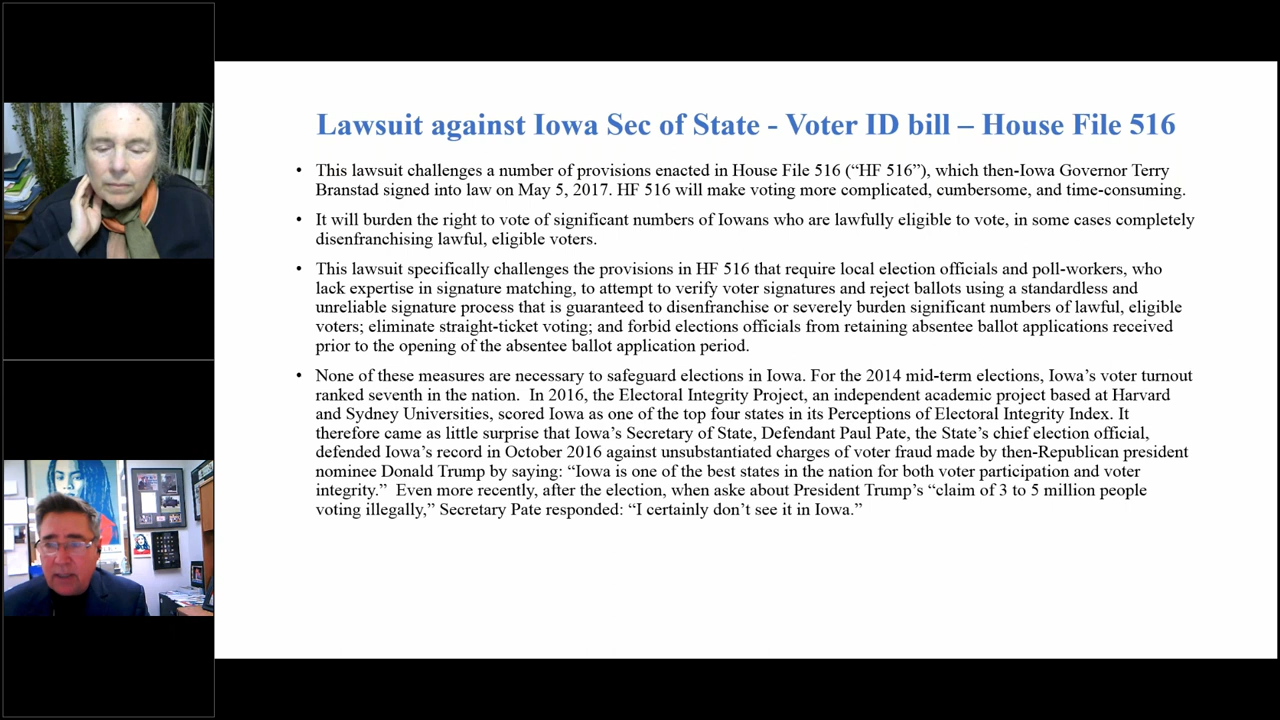 Lawsuit against Iowa Sec of State - Voter ID bill – House File 516
• This lawsuit challenges a number of provisions enacted in House File 516 (“HF 516”), which then-Iowa Governor Terry
Branstad signed into law on May 5, 2017. HF 516 will make voting more complicated, cumbersome, and time-consuming.
• It will burden the right to vote of significant numbers of Iowans who are lawfully eligible to vote, in some cases completely
disenfranchising lawful, eligible voters.
• This lawsuit specifically challenges the provisions in HF 516 that require local election officials and poll-workers, who
lack expertise in signature matching, to attempt to verify voter signatures and reject ballots using a standardless and
unreliable signature process that is guaranteed to disenfranchise or severely burden significant numbers of lawful, eligible
voters; eliminate straight-ticket voting; and forbid elections officials from retaining absentee ballot applications received
prior to the opening of the absentee ballot application period.
• None of these measures are necessary to safeguard elections in Iowa. For the 2014 mid-term elections, Iowa’s voter turnout
ranked seventh in the nation.  In 2016, the Electoral Integrity Project, an independent academic project based at Harvard
and Sydney Universities, scored Iowa as one of the top four states in its Perceptions of Electoral Integrity Index. It
therefore came as little surprise that Iowa’s Secretary of State, Defendant Paul Pate, the State’s chief election official,
defended Iowa’s record in October 2016 against unsubstantiated charges of voter fraud made by then-Republican president
nominee Donald Trump by saying: “Iowa is one of the best states in the nation for both voter participation and voter
integrity.”  Even more recently, after the election, when aske about President Trump’s “claim of 3 to 5 million people
voting illegally,” Secretary Pate responded: “I certainly don’t see it in Iowa.”